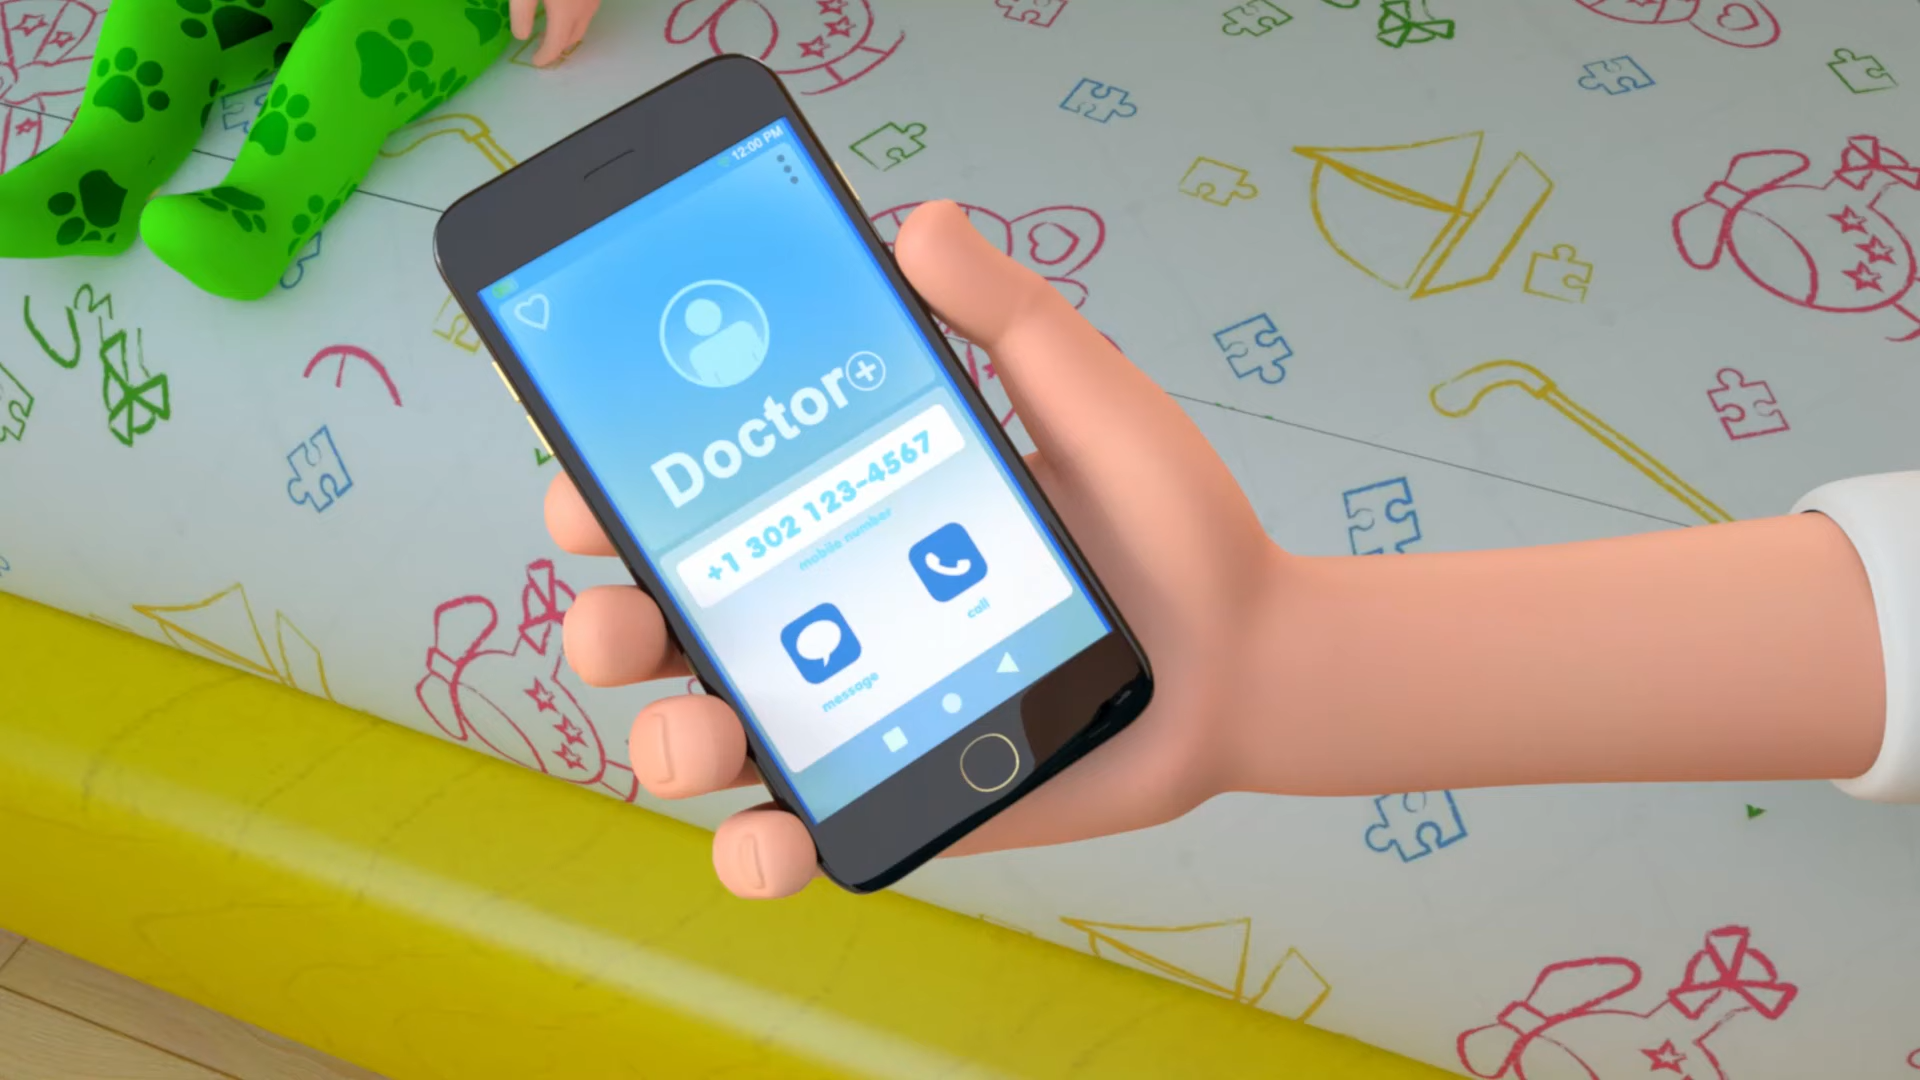 12:00 PM
Doctor+
+1 302 123-4567
mobile number
message
call